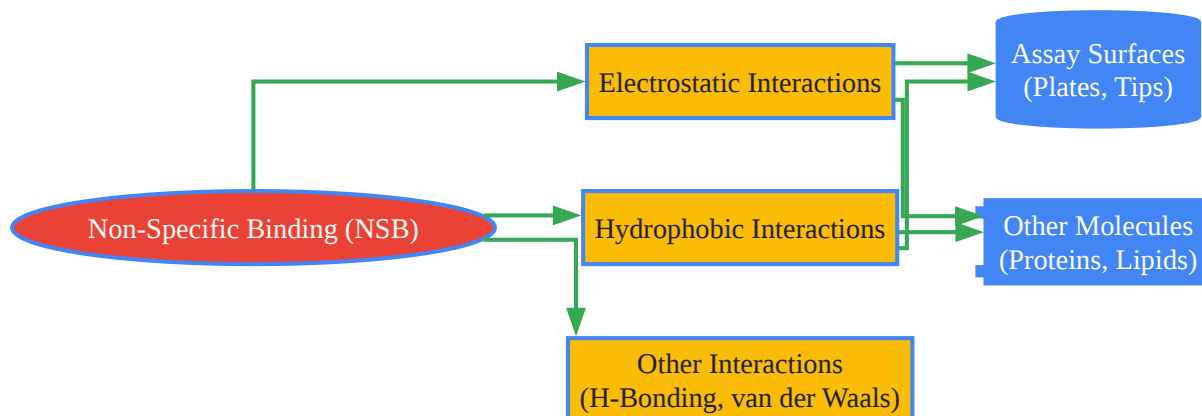 Electrostatic Interactions
Assay Surfaces
(Plates, Tips)
Non-Specific Binding (NSB)
Hydrophobic Interactions
Other Molecules
(Proteins, Lipids)
Other Interactions
(H-Bonding, van der Waals)